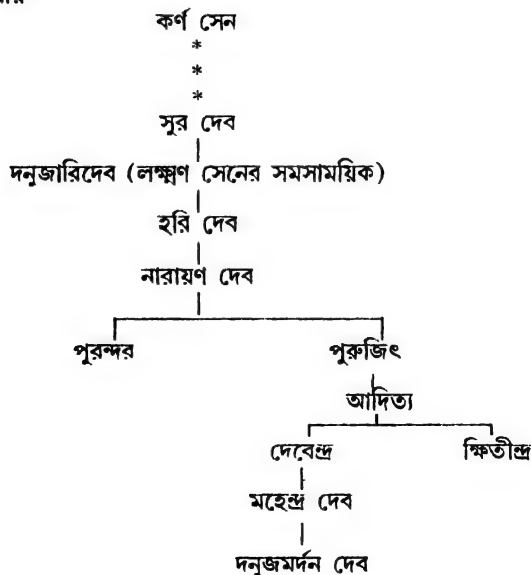 কর্ণ সেন
*
*
*
সুর দেব
দনুজারিদেব (লক্ষ্মণ সেনের সমসাময়িক)
হরি দেব
নারায়ণ দেব
পুরন্দর পুরুজিৎ
আদিত্য
দেবেন্দ্র ক্ষিতীন্দ্র
মহেন্দ্র দেব
দনুজমর্দন দেব